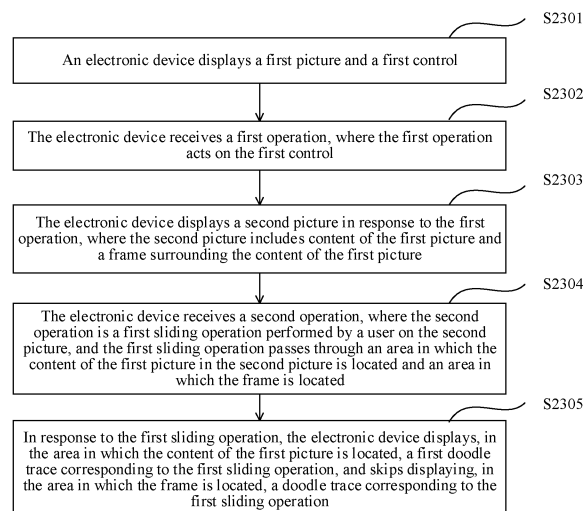 S2301
An electronic device displays a first picture and a first control
S2302
The electronic device receives a first operation, where the first operation
acts on the first control
S2303
The electronic device displays a second picture in response to the first
operation, where the second picture includes content of the first picture and
a frame surrounding the content of the first picture
S2304
The electronic device receives a second operation, where the second
operation is a first sliding operation performed by a user on the second
picture, and the first sliding operation passes through an area in which the
content of the first picture in the second picture is located and an area in
which the frame is located
S2305
In response to the first sliding operation, the electronic device displays, in
the area in which the content of the first picture is located, a first doodle
trace corresponding to the first sliding operation, and skips displaying, in
the area in which the frame is located, a doodle trace corresponding to the
first sliding operation